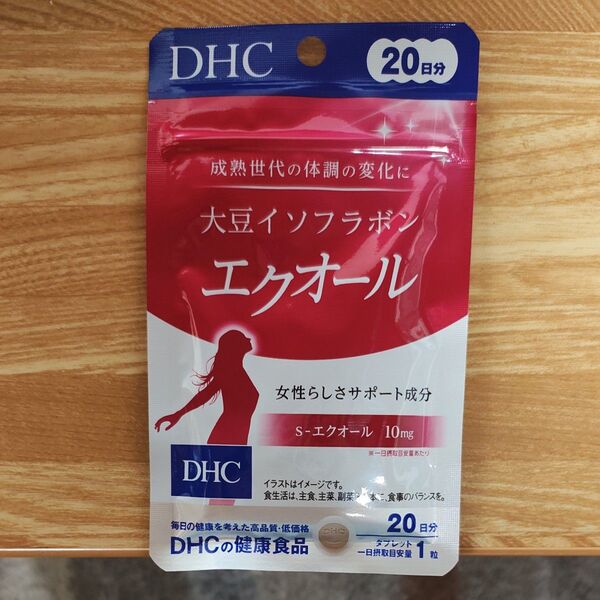 DHC
20日分
成熟世代の体調の変化に
大豆イソフラボン
エクオール
女性らしさサポート成分
S-エクオール 10mg
※一日摂取目安量あたり
DHC
イラストはイメージです。
食生活は、主食、主菜、副菜を基本に、食事のバランスを。
毎日の健康を考えた高品質・低価格
DHCの健康食品
DHC
20日分
タブレット
一日摂取目安量 1粒